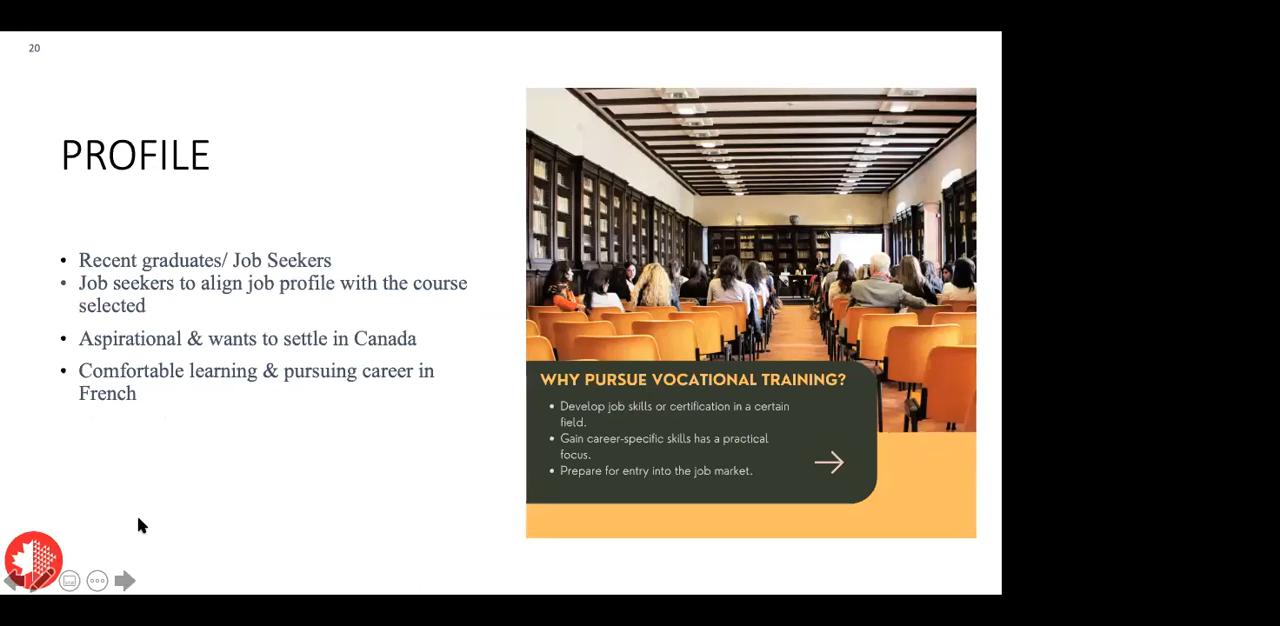 20
PROFILE
• Recent graduates/ Job Seekers
• Job seekers to align job profile with the course
selected
• Aspirational & wants to settle in Canada
• Comfortable learning & pursuing career in
French
WHY PURSUE VOCATIONAL TRAINING?
• Develop job skills or certification in a certain
field.
• Gain career-specific skills has a practical
focus.
• Prepare for entry into the job market.